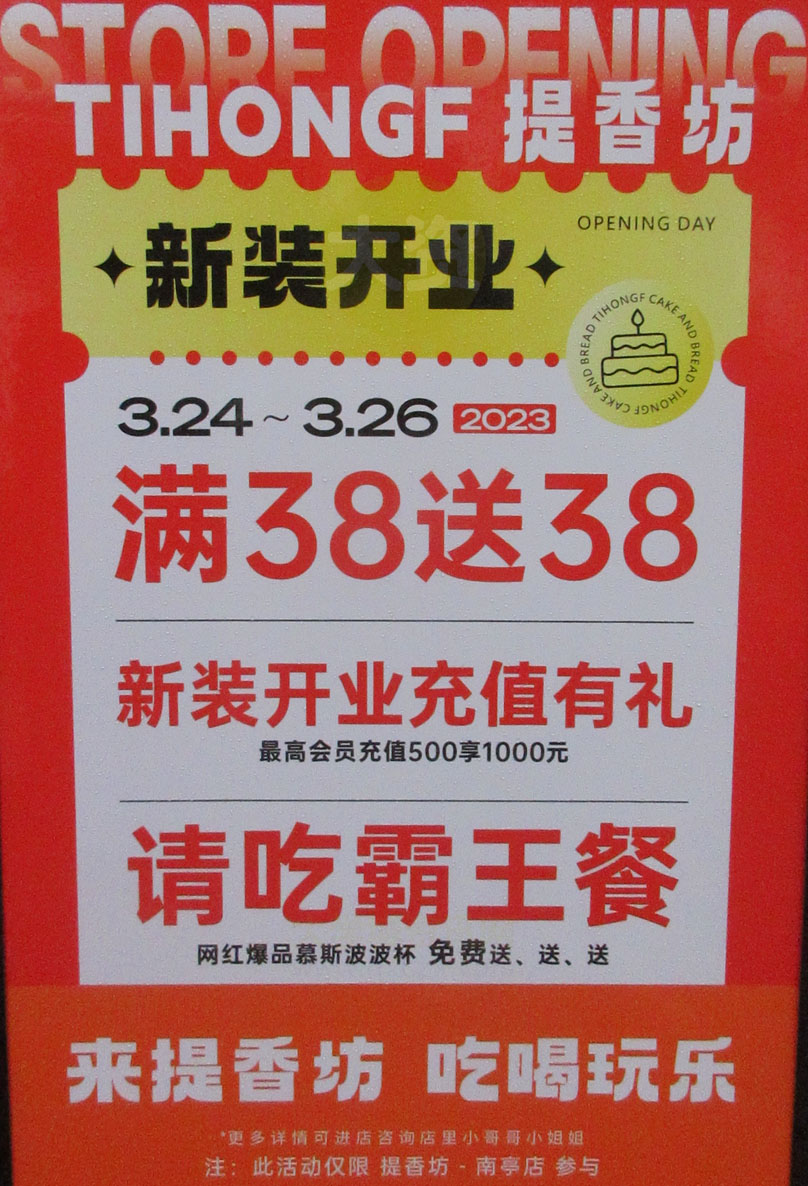 STORE OPENING
TIHONGF 提香坊
OPENING DAY
新装开业
TIHONGF CAKE AND BREAD TIHONGF CAKE AND BREAD
3.24 ~ 3.26 2023
满38送38
新装开业充值有礼
最高会员充值500享1000元
请吃霸王餐
网红爆品慕斯波波杯 免费送、送、送
来提香坊 吃喝玩乐
*更多详情可进店咨询店里小哥哥小姐姐
注：此活动仅限 提香坊 - 南亭店 参与